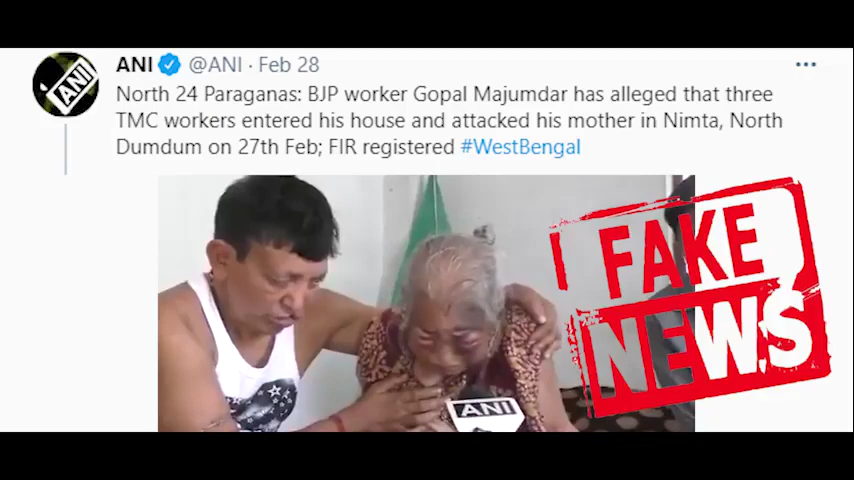 ANI @ANI · Feb 28
North 24 Paraganas: BJP worker Gopal Majumdar has alleged that three
TMC workers entered his house and attacked his mother in Nimta, North
Dumdum on 27th Feb; FIR registered #WestBengal
ANI
FAKE
NEWS
ANI